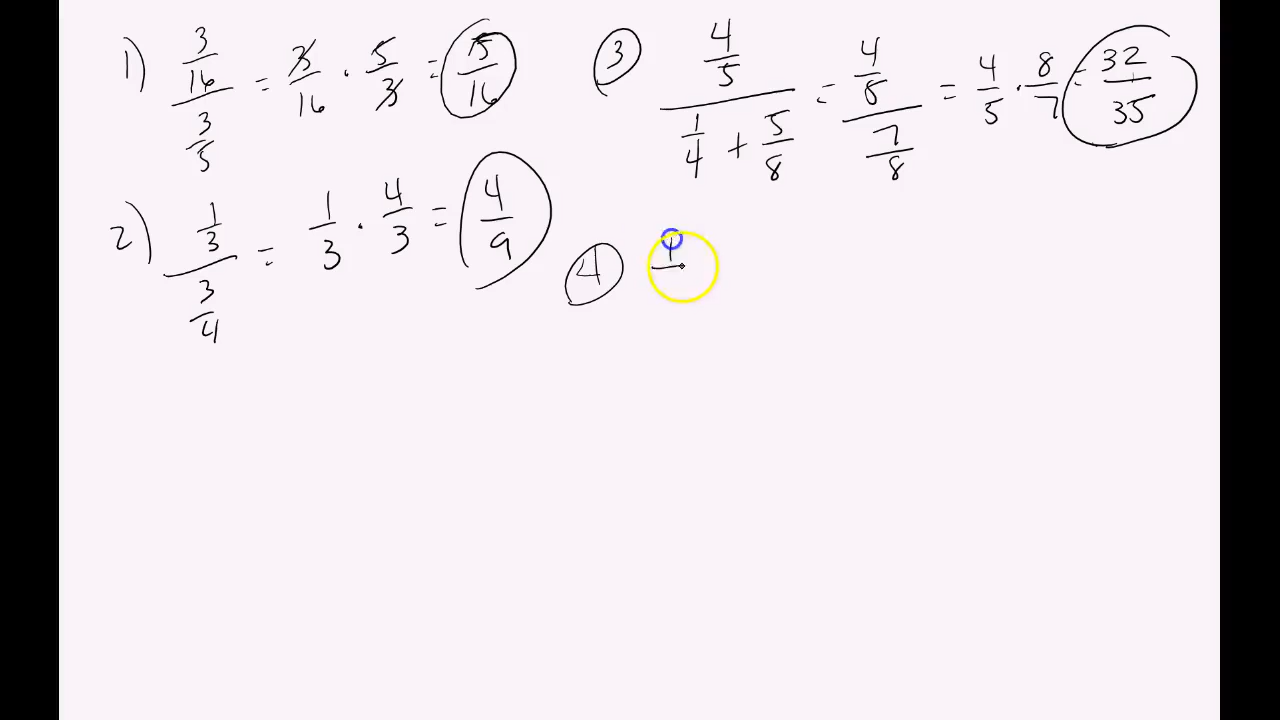 1) 3/16 / 3/5 = 3/16 · 5/3 = 15/16
2) 1/3 / 3/4 = 1/3 · 4/3 = 4/9
3 4/5 / (1/4 + 5/8) = 4/5 / 7/8 = 4/5 · 8/7 = 32/35
4 1/